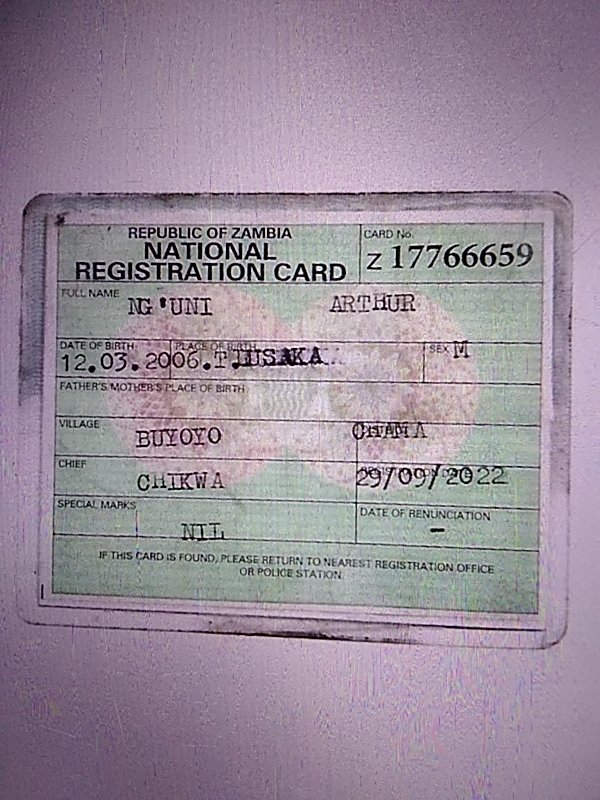 REPUBLIC OF ZAMBIA
NATIONAL
REGISTRATION CARD
CARD No.
Z 17766659
FULL NAME
NG'UNI ARTHUR
DATE OF BIRTH PLACE OF BIRTH SEX M
12.03.2006. LUSAKA
FATHER'S/MOTHER'S PLACE OF BIRTH
VILLAGE
BUYOYO CHAMA
CHIEF
CHIKWA 29/09/2022
SPECIAL MARKS
NIL
DATE OF RENUNCIATION
–
IF THIS CARD IS FOUND, PLEASE RETURN TO NEAREST REGISTRATION OFFICE
OR POLICE STATION.